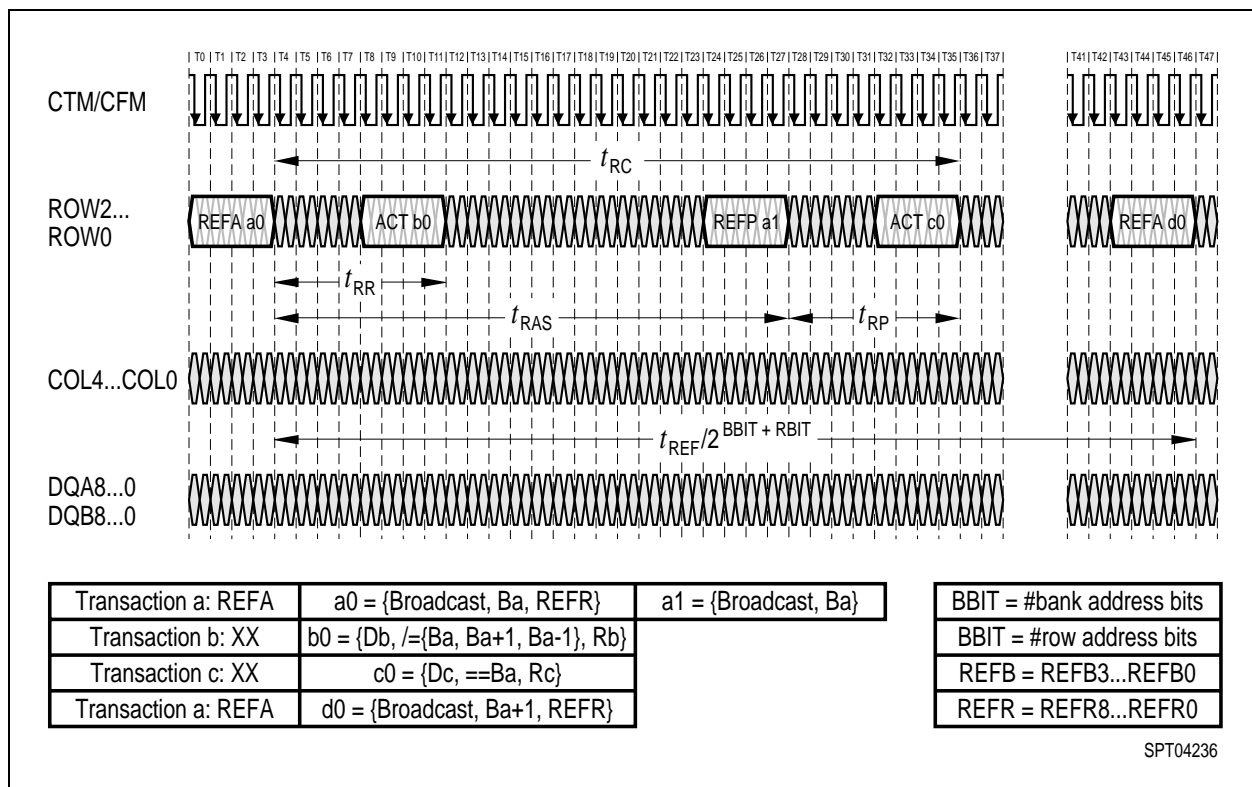 T0 T1 T2 T3 T4 T5 T6 T7 T8 T9 T10 T11 T12 T13 T14 T15 T16 T17 T18 T19 T20 T21 T22 T23 T24 T25 T26 T27 T28 T29 T30 T31 T32 T33 T34 T35 T36 T37 T41 T42 T43 T44 T45 T46 T47
CTM/CFM
tRC
ROW2...
ROW0
REFA a0 ACT b0 REFP a1 ACT c0 REFA d0
tRR
tRAS tRP
COL4...COL0
tREF/2BBIT + RBIT
DQA8...0
DQB8...0
Transaction a: REFA a0 = {Broadcast, Ba, REFR} a1 = {Broadcast, Ba} BBIT = #bank address bits
Transaction b: XX b0 = {Db, /={Ba, Ba+1, Ba-1}, Rb} BBIT = #row address bits
Transaction c: XX c0 = {Dc, ==Ba, Rc} REFB = REFB3...REFB0
Transaction a: REFA d0 = {Broadcast, Ba+1, REFR} REFR = REFR8...REFR0
SPT04236